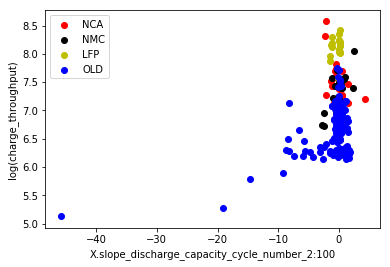 NCA
NMC
LFP
OLD
log(charge_throughput)
8.5
8.0
7.5
7.0
6.5
6.0
5.5
5.0
−40
−30
−20
−10
0
10
X.slope_discharge_capacity_cycle_number_2:100